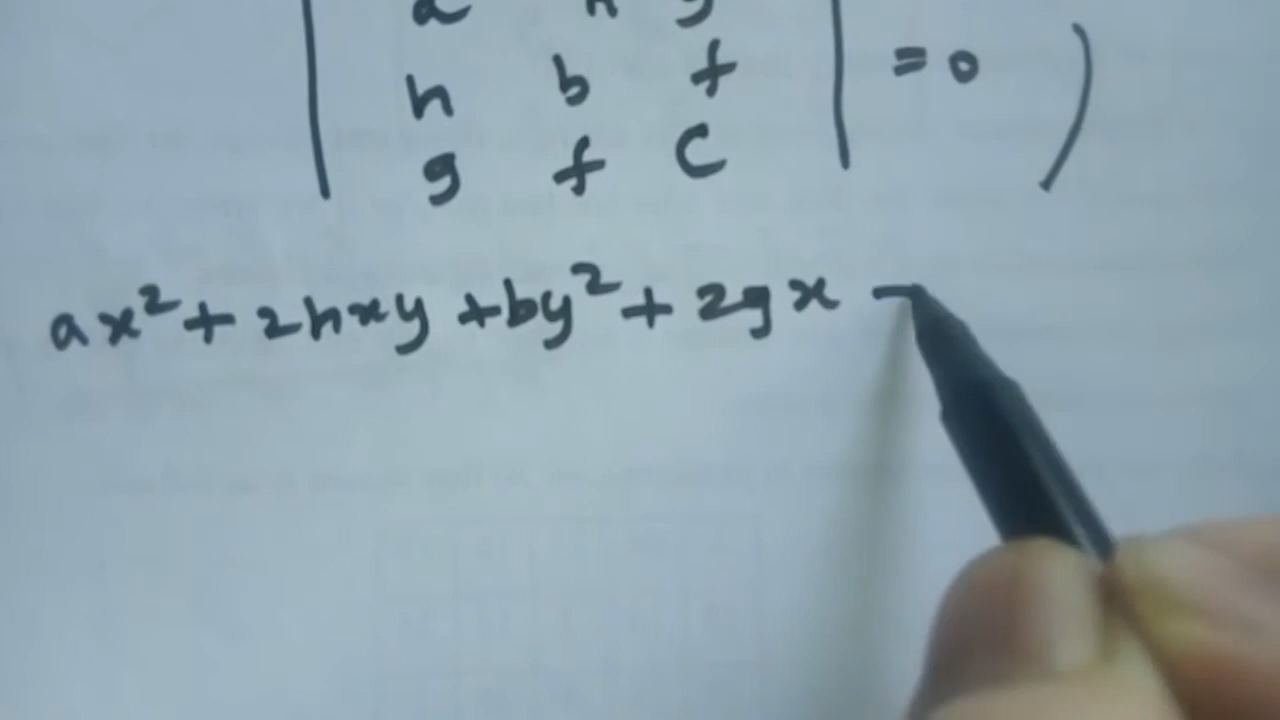 a h g
h b f = 0 )
g f C
ax² + 2hxy + by² + 2gx –